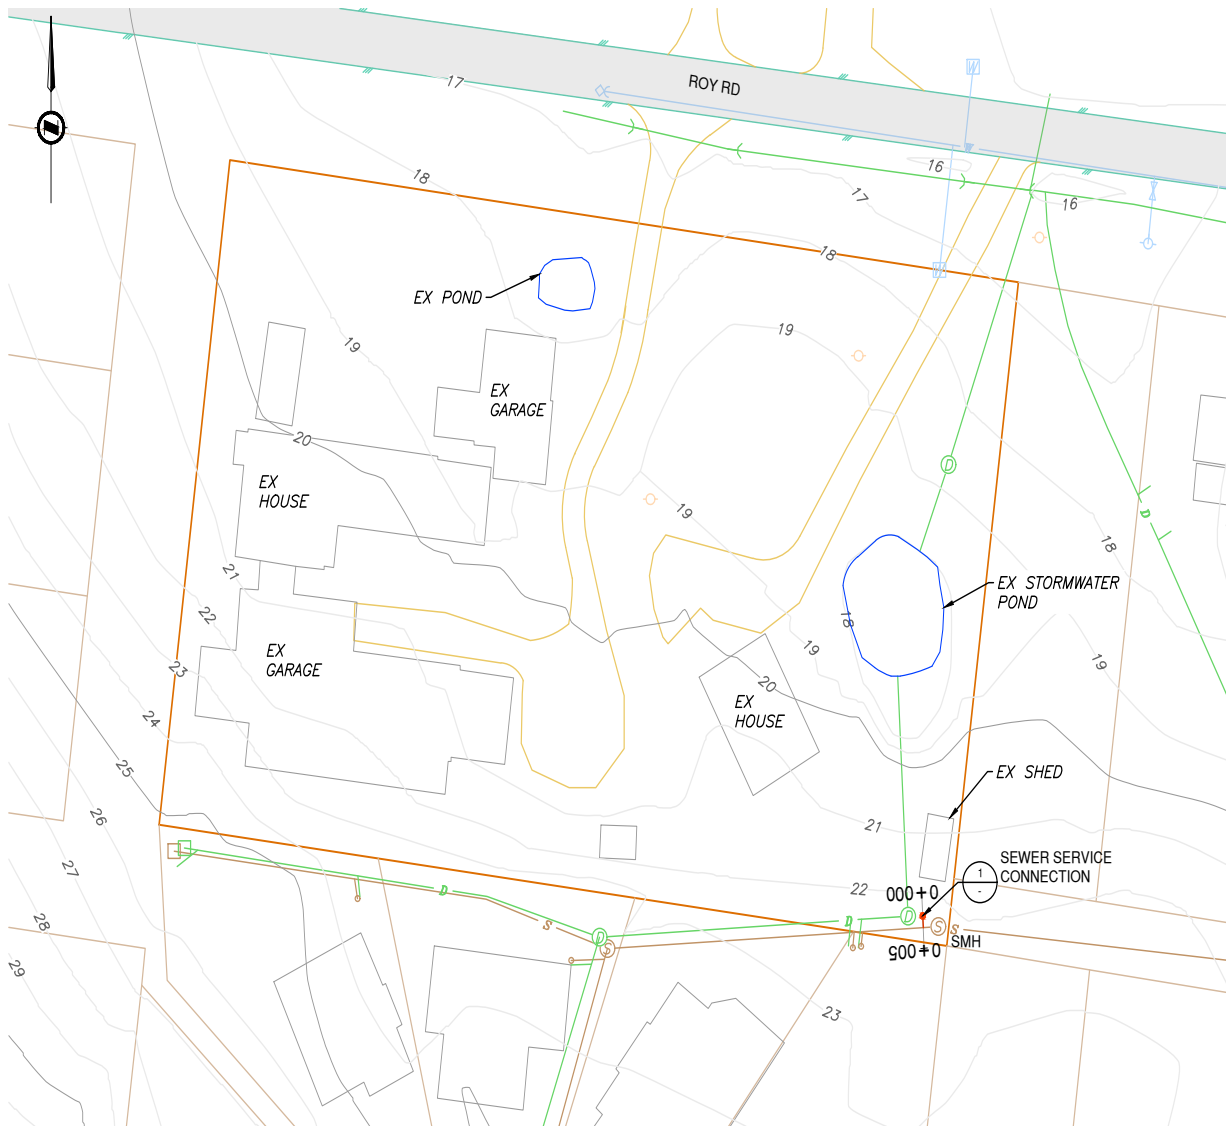 ROY RD
17
W
W
16
17
16
18
18
EX POND
19
19
EX
GARAGE
20
D
EX
HOUSE
19
D
18
21
EX STORMWATER
POND
22
18
EX
GARAGE
19
19
23
20
EX
HOUSE
24
25
EX SHED
26
21
SEWER SERVICE
CONNECTION
27
1
-
22
0+000
D
D
D
S
S
S
28
D
S
SMH
0+005
29
23